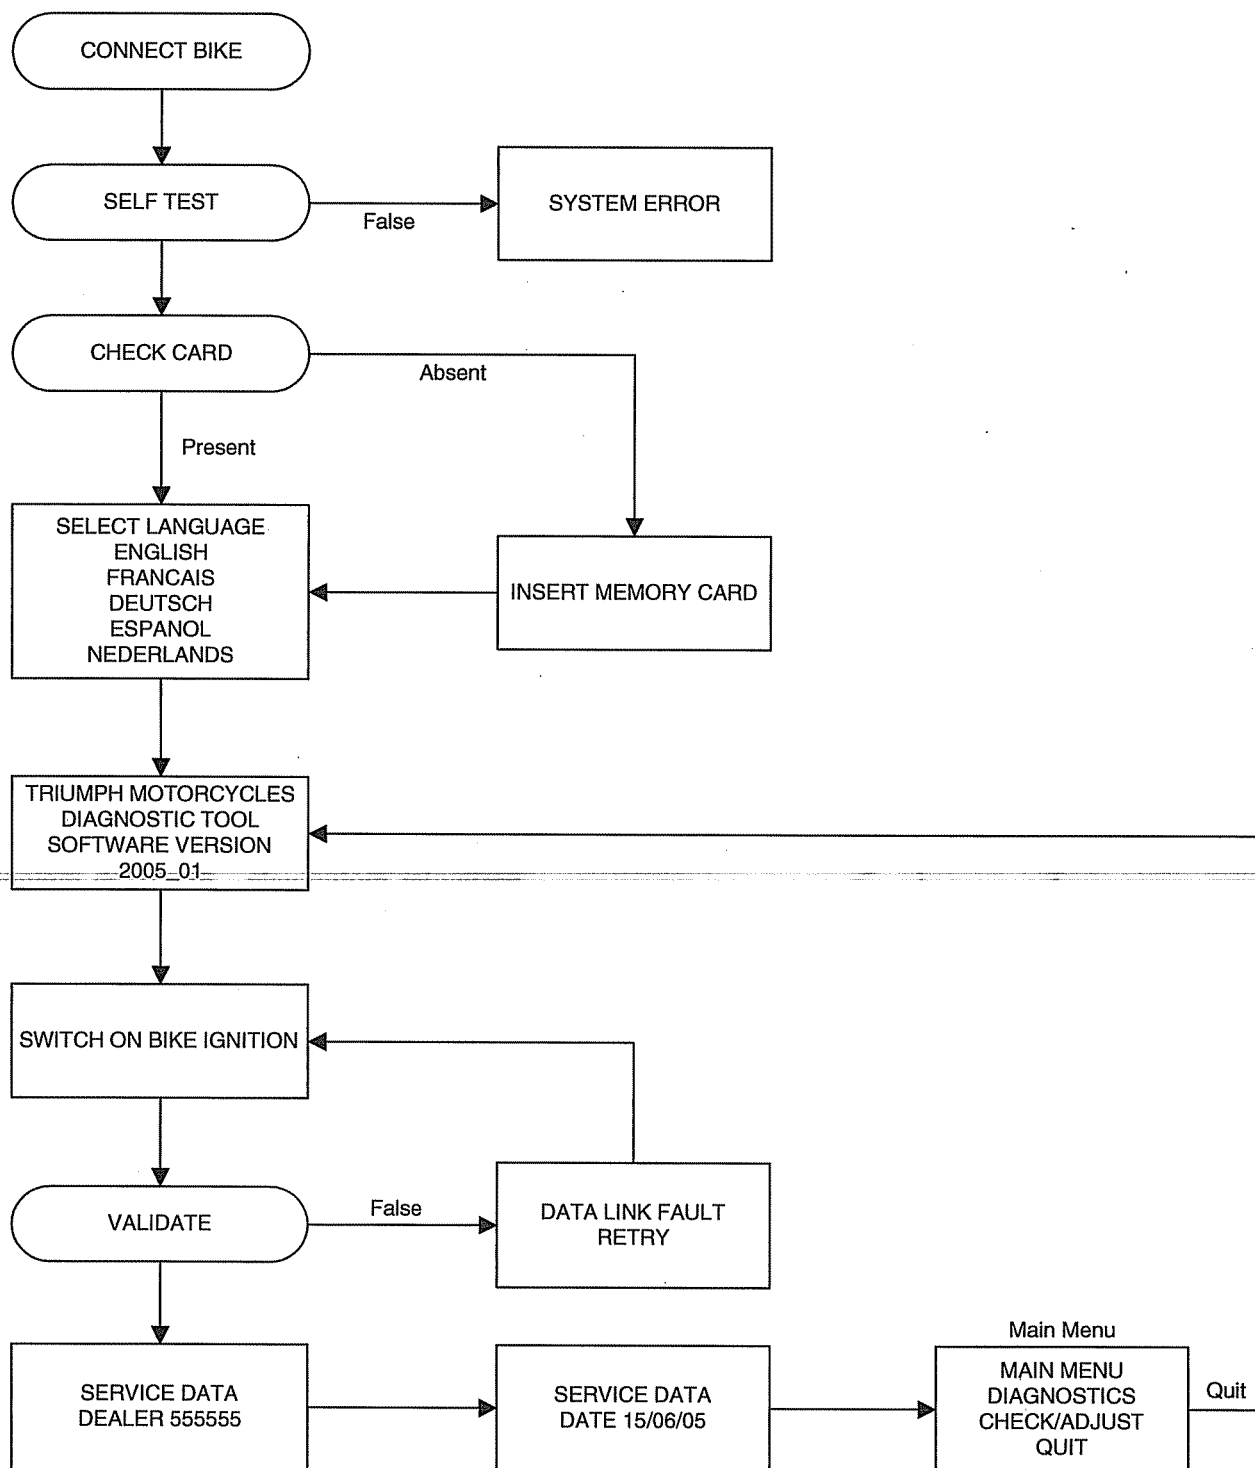 CONNECT BIKE
SELF TEST
False
SYSTEM ERROR
CHECK CARD
Absent
Present
SELECT LANGUAGE
ENGLISH
FRANCAIS
DEUTSCH
ESPANOL
NEDERLANDS
INSERT MEMORY CARD
TRIUMPH MOTORCYCLES
DIAGNOSTIC TOOL
SOFTWARE VERSION
2005_01
SWITCH ON BIKE IGNITION
VALIDATE
False
DATA LINK FAULT
RETRY
SERVICE DATA
DEALER 555555
SERVICE DATA
DATE 15/06/05
Main Menu
MAIN MENU
DIAGNOSTICS
CHECK/ADJUST
QUIT
Quit